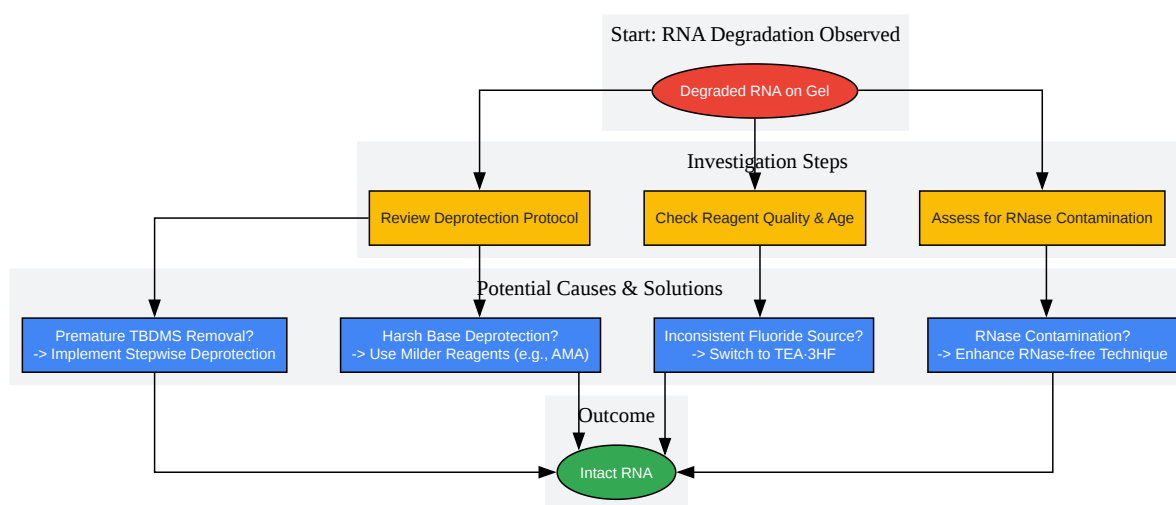 Start: RNA Degradation Observed
Degraded RNA on Gel
Investigation Steps
Review Deprotection Protocol
Check Reagent Quality & Age
Assess for RNase Contamination
Potential Causes & Solutions
Premature TBDMS Removal?
-> Implement Stepwise Deprotection
Harsh Base Deprotection?
-> Use Milder Reagents (e.g., AMA)
Inconsistent Fluoride Source?
-> Switch to TEA·3HF
RNase Contamination?
-> Enhance RNase-free Technique
Outcome
Intact RNA